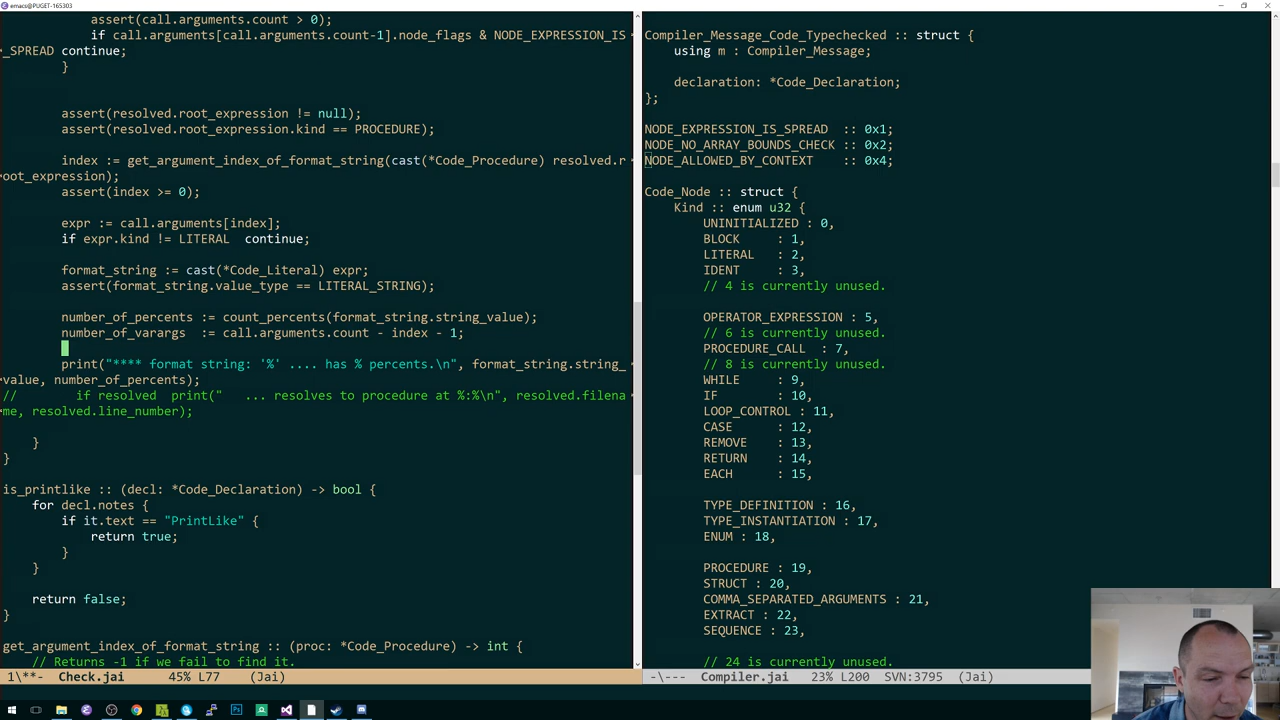 emacs@PUGET-165303
assert(call.arguments.count > 0);
if call.arguments[call.arguments.count-1].node_flags & NODE_EXPRESSION_IS
_SPREAD continue;
}
assert(resolved.root_expression != null);
assert(resolved.root_expression.kind == PROCEDURE);
index := get_argument_index_of_format_string(cast(*Code_Procedure) resolved.r
oot_expression);
assert(index >= 0);
expr := call.arguments[index];
if expr.kind != LITERAL  continue;
format_string := cast(*Code_Literal) expr;
assert(format_string.value_type == LITERAL_STRING);
number_of_percents := count_percents(format_string.string_value);
number_of_varargs  := call.arguments.count - index - 1;
print("**** format string: '%' .... has % percents.\n", format_string.string_
value, number_of_percents);
//        if resolved  print("   ... resolves to procedure at %:%\n", resolved.filena
me, resolved.line_number);
}
}
is_printlike :: (decl: *Code_Declaration) -> bool {
for decl.notes {
if it.text == "PrintLike" {
return true;
}
}
return false;
}
get_argument_index_of_format_string :: (proc: *Code_Procedure) -> int {
// Returns -1 if we fail to find it.
1\**-  Check.jai      45% L77    (Jai)
Compiler_Message_Code_Typechecked :: struct {
using m : Compiler_Message;
declaration: *Code_Declaration;
};
NODE_EXPRESSION_IS_SPREAD  :: 0x1;
NODE_NO_ARRAY_BOUNDS_CHECK :: 0x2;
NODE_ALLOWED_BY_CONTEXT    :: 0x4;
Code_Node :: struct {
Kind :: enum u32 {
UNINITIALIZED : 0,
BLOCK     : 1,
LITERAL   : 2,
IDENT     : 3,
// 4 is currently unused.
OPERATOR_EXPRESSION : 5,
// 6 is currently unused.
PROCEDURE_CALL : 7,
// 8 is currently unused.
WHILE     : 9,
IF        : 10,
LOOP_CONTROL : 11,
CASE      : 12,
REMOVE    : 13,
RETURN    : 14,
EACH      : 15,
TYPE_DEFINITION : 16,
TYPE_INSTANTIATION : 17,
ENUM : 18,
PROCEDURE : 19,
STRUCT : 20,
COMMA_SEPARATED_ARGUMENTS : 21,
EXTRACT : 22,
SEQUENCE : 23,
// 24 is currently unused.
-\---  Compiler.jai   23% L200   SVN:3795  (Jai)